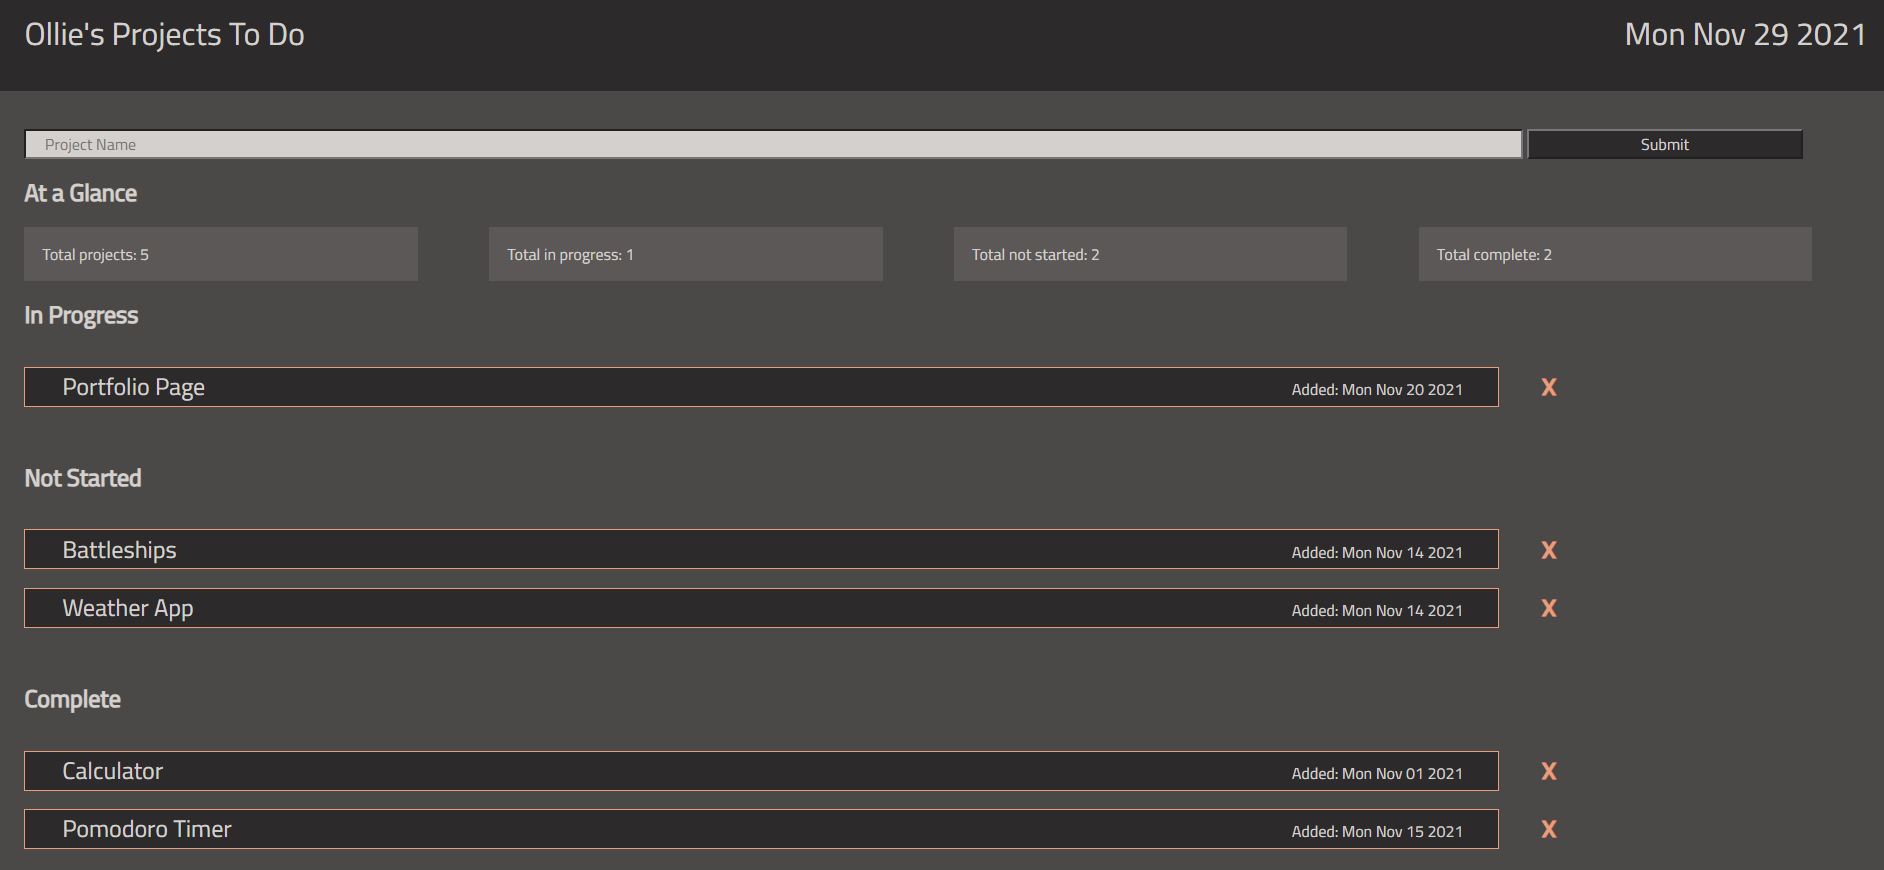 Ollie's Projects To Do
Mon Nov 29 2021
Project Name
Submit
At a Glance
Total projects: 5
Total in progress: 1
Total not started: 2
Total complete: 2
In Progress
Portfolio Page
Added: Mon Nov 20 2021
X
Not Started
Battleships
Added: Mon Nov 14 2021
X
Weather App
Added: Mon Nov 14 2021
X
Complete
Calculator
Added: Mon Nov 01 2021
X
Pomodoro Timer
Added: Mon Nov 15 2021
X